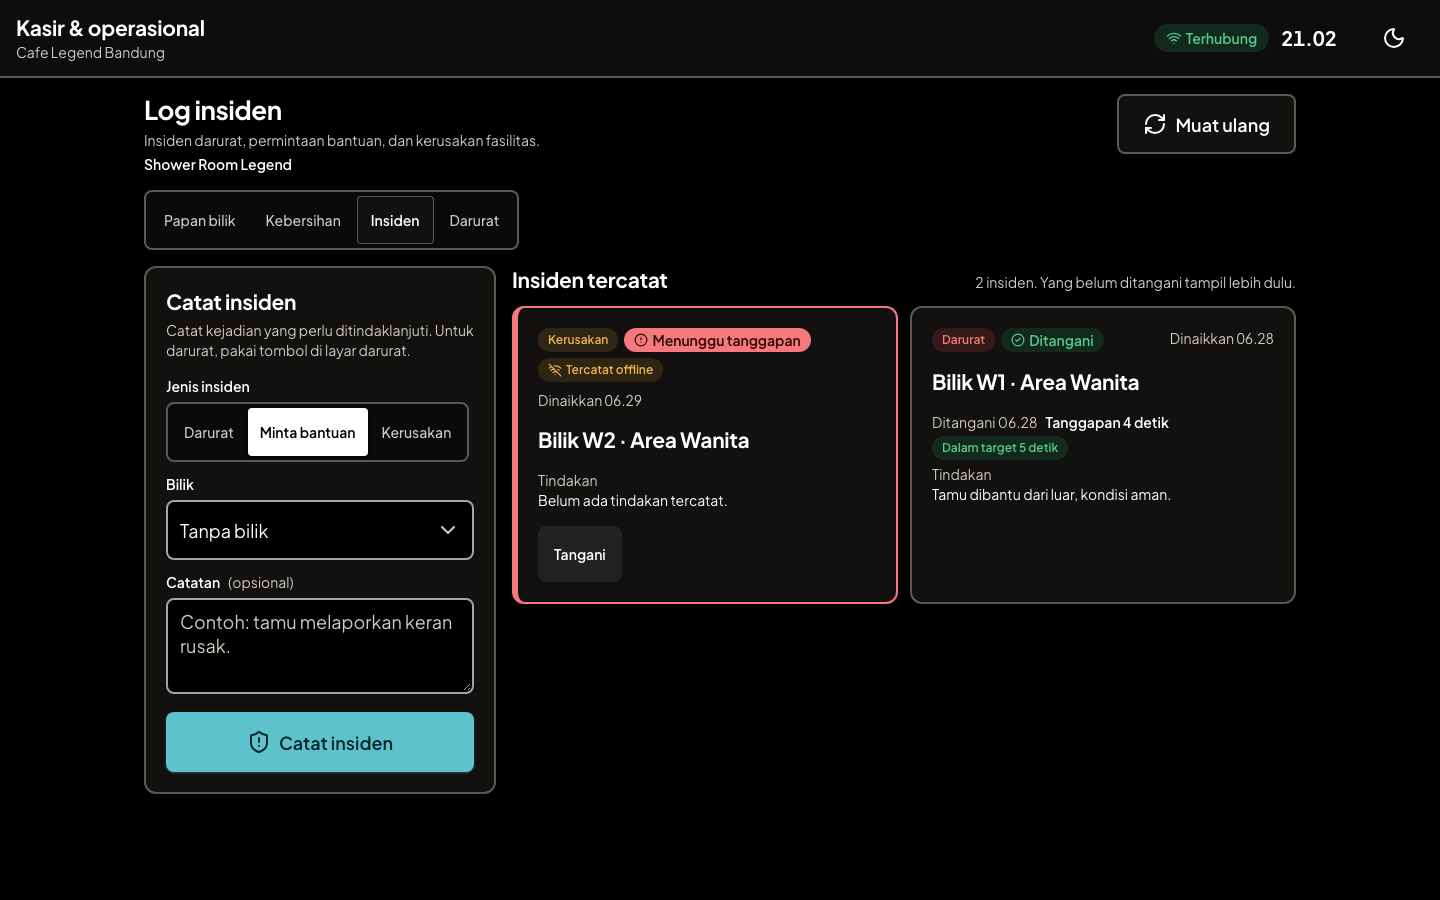 Kasir & operasional
Cafe Legend Bandung
Terhubung
21.02
Log insiden
Insiden darurat, permintaan bantuan, dan kerusakan fasilitas.
Shower Room Legend
Muat ulang
Papan bilik
Kebersihan
Insiden
Darurat
Catat insiden
Catat kejadian yang perlu ditindaklanjuti. Untuk
darurat, pakai tombol di layar darurat.
Jenis insiden
Darurat
Minta bantuan
Kerusakan
Bilik
Tanpa bilik
Catatan (opsional)
Contoh: tamu melaporkan keran
rusak.
Catat insiden
Insiden tercatat
2 insiden. Yang belum ditangani tampil lebih dulu.
Kerusakan
Menunggu tanggapan
Tercatat offline
Dinaikkan 06.29
Bilik W2 · Area Wanita
Tindakan
Belum ada tindakan tercatat.
Tangani
Darurat
Ditangani
Dinaikkan 06.28
Bilik W1 · Area Wanita
Ditangani 06.28 Tanggapan 4 detik
Dalam target 5 detik
Tindakan
Tamu dibantu dari luar, kondisi aman.